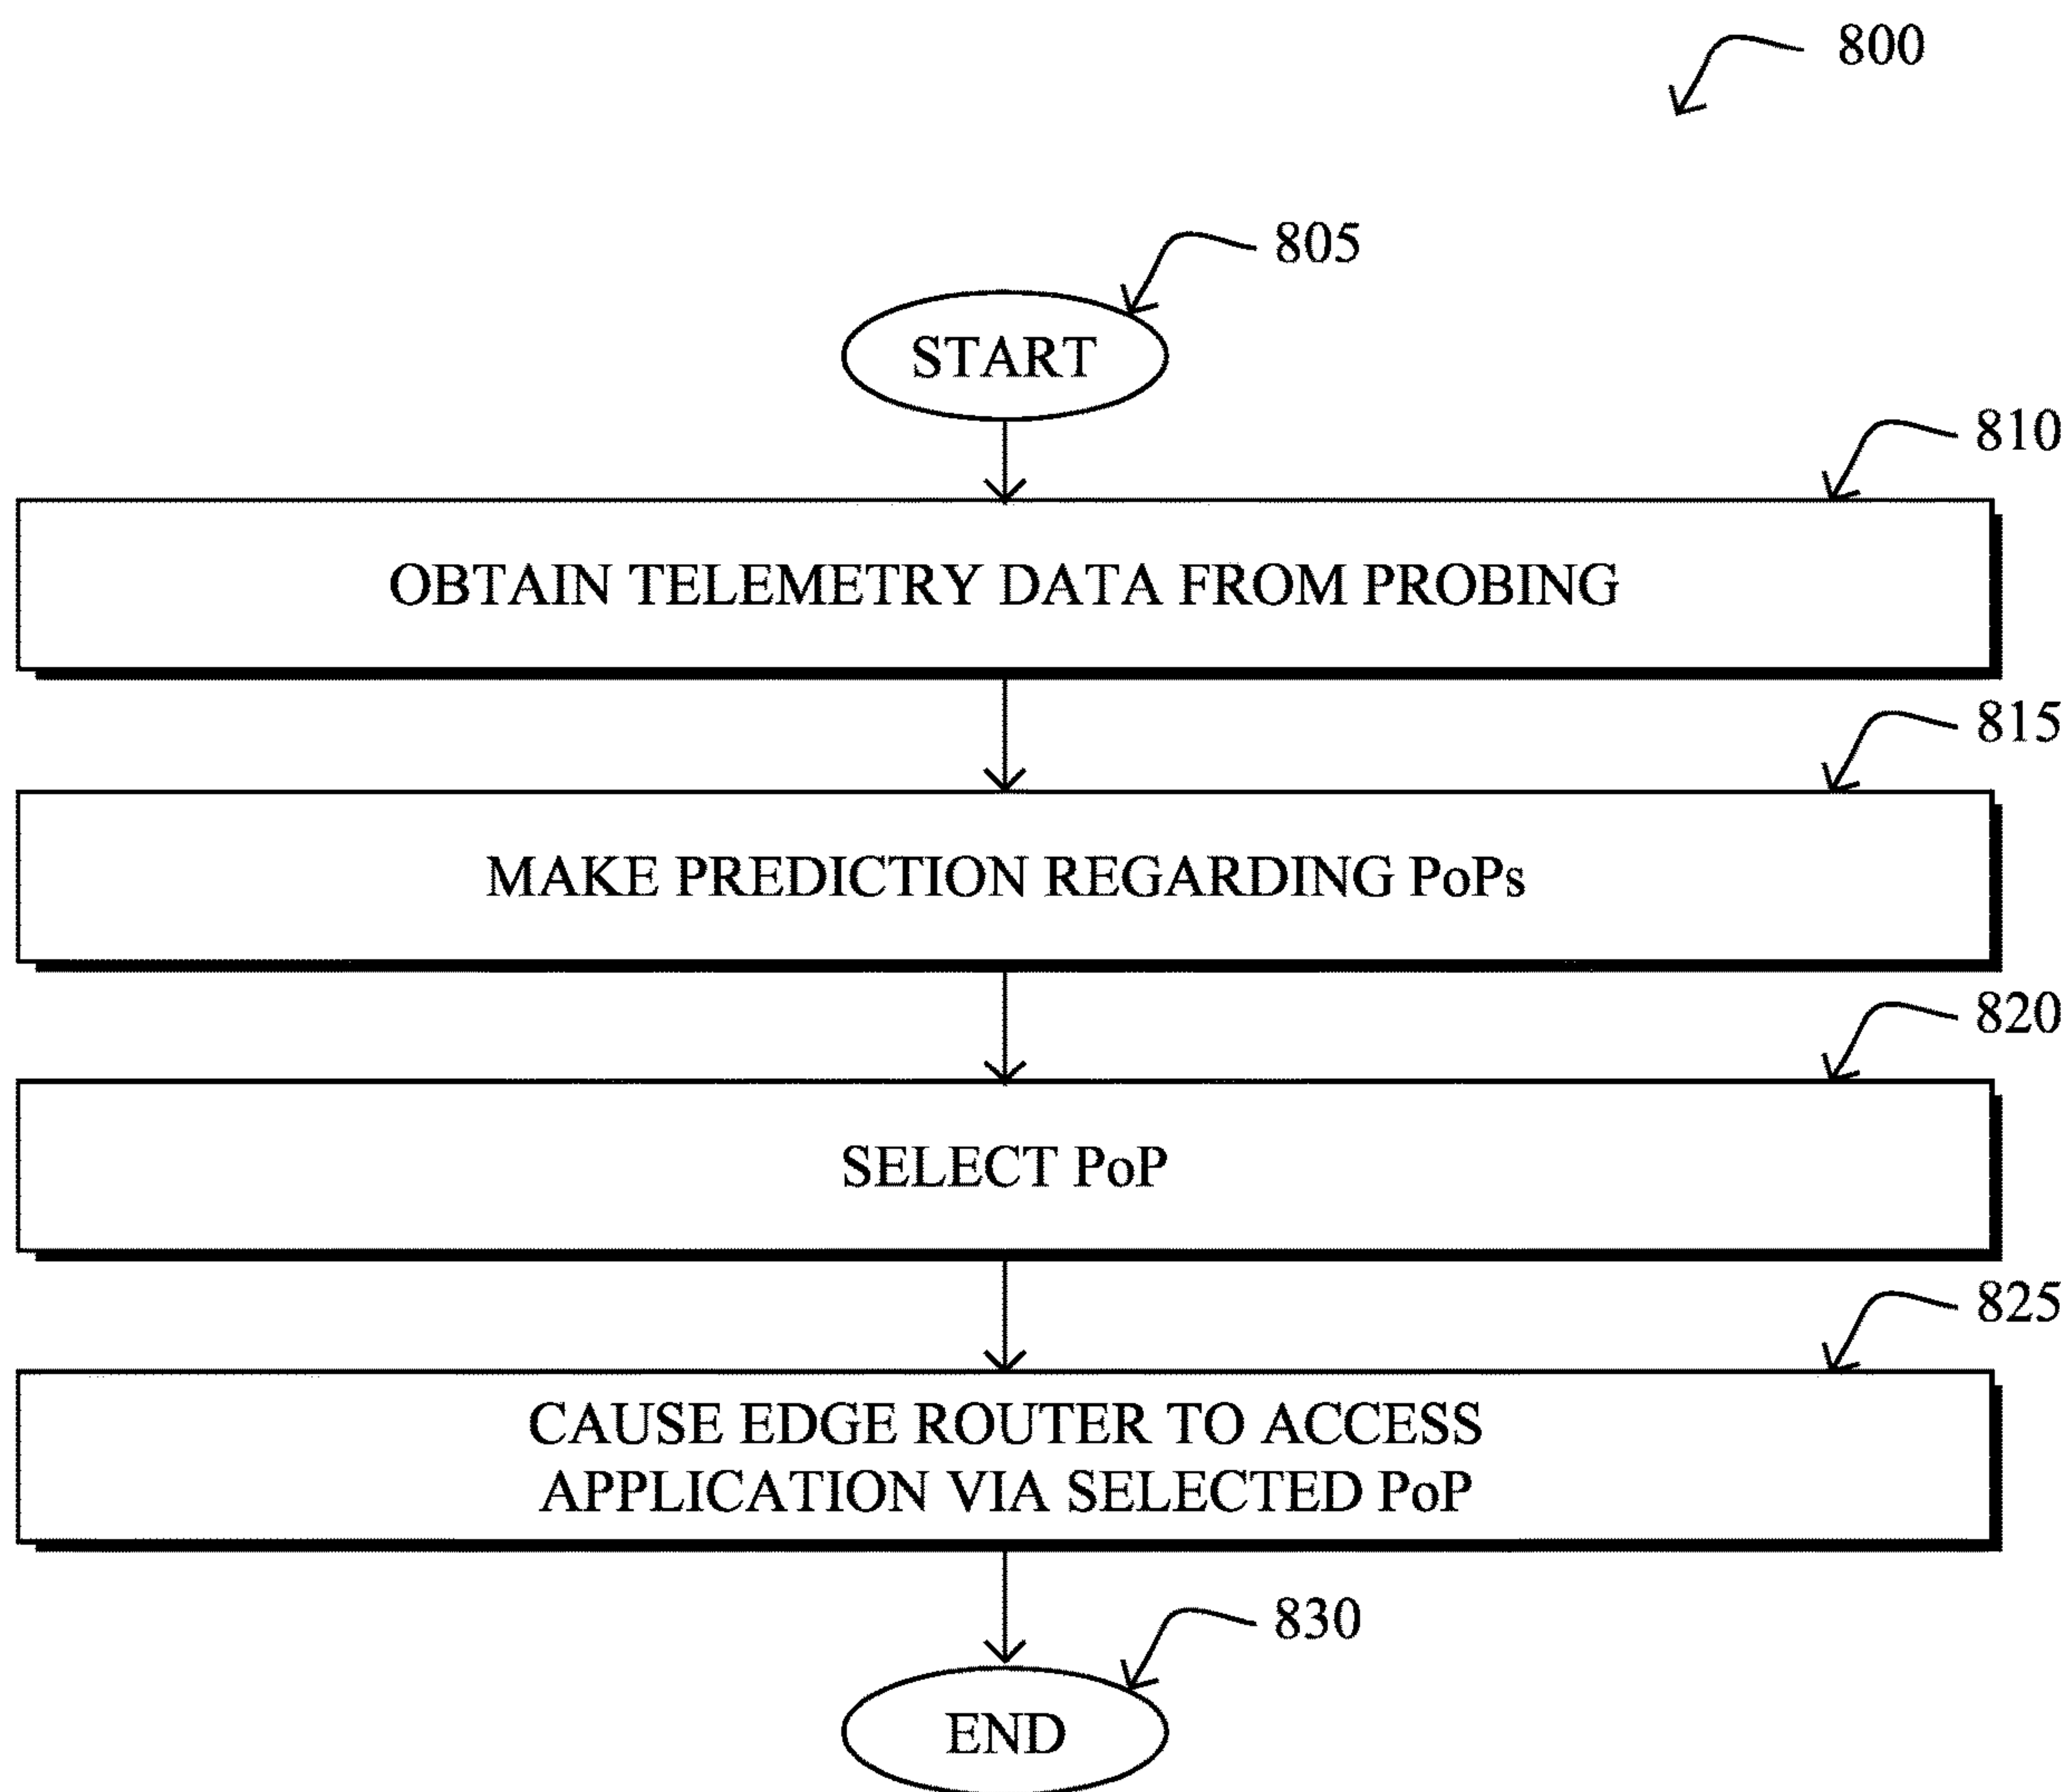 800
805
START
810
OBTAIN TELEMETRY DATA FROM PROBING
815
MAKE PREDICTION REGARDING PoPs
820
SELECT PoP
825
CAUSE EDGE ROUTER TO ACCESS
APPLICATION VIA SELECTED PoP
830
END